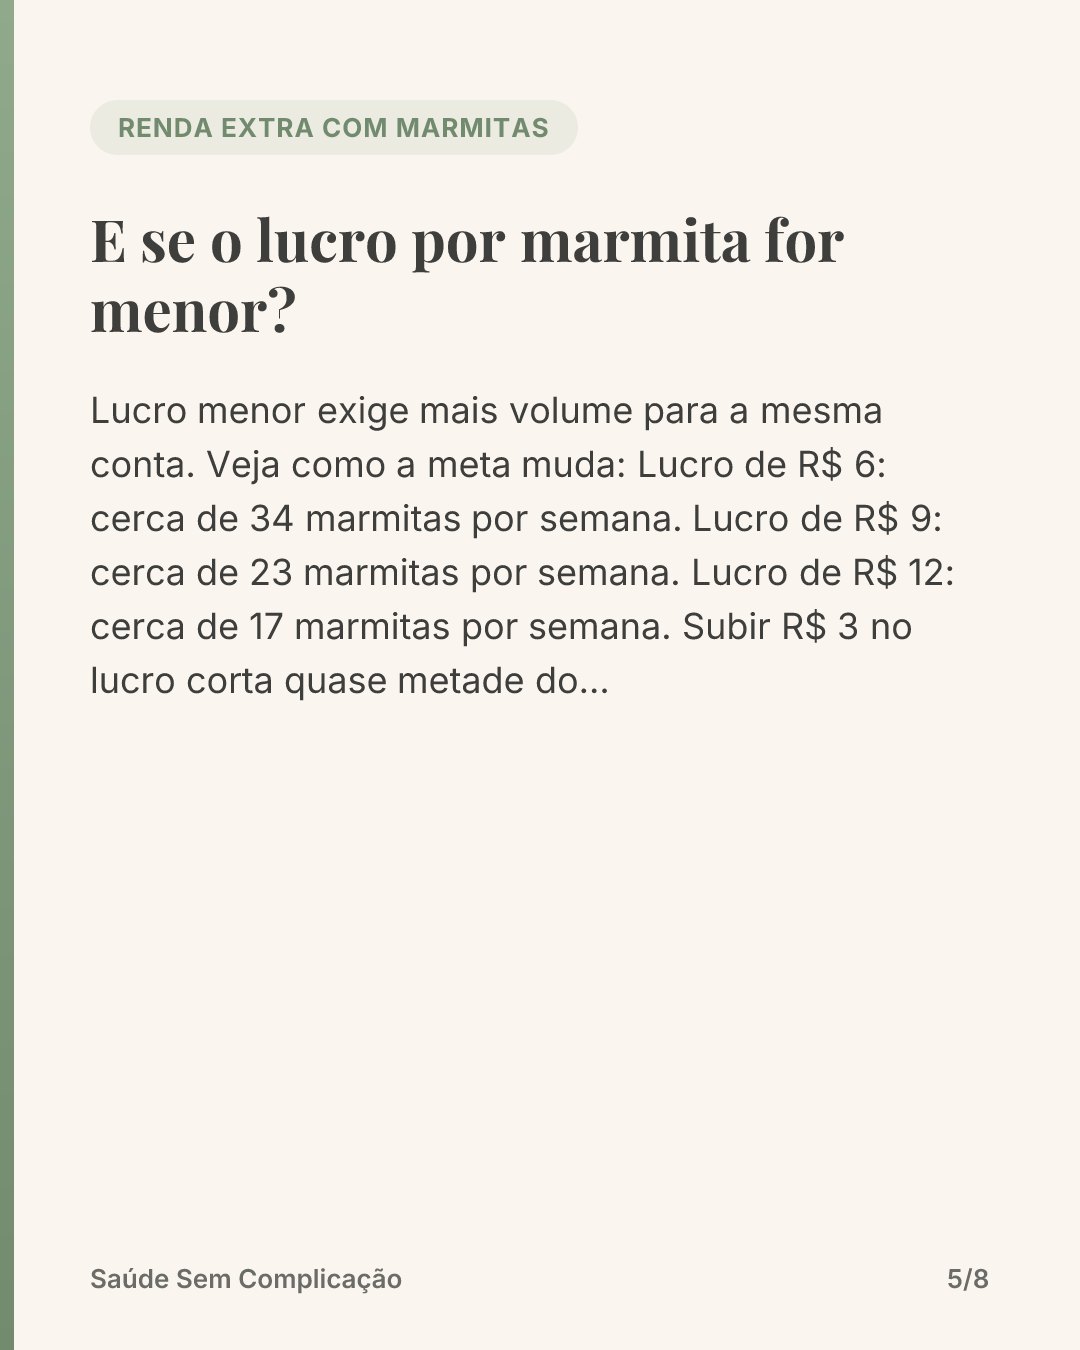 RENDA EXTRA COM MARMITAS
E se o lucro por marmita for
menor?
Lucro menor exige mais volume para a mesma
conta. Veja como a meta muda: Lucro de R$ 6:
cerca de 34 marmitas por semana. Lucro de R$ 9:
cerca de 23 marmitas por semana. Lucro de R$ 12:
cerca de 17 marmitas por semana. Subir R$ 3 no
lucro corta quase metade do...
Saúde Sem Complicação
5/8